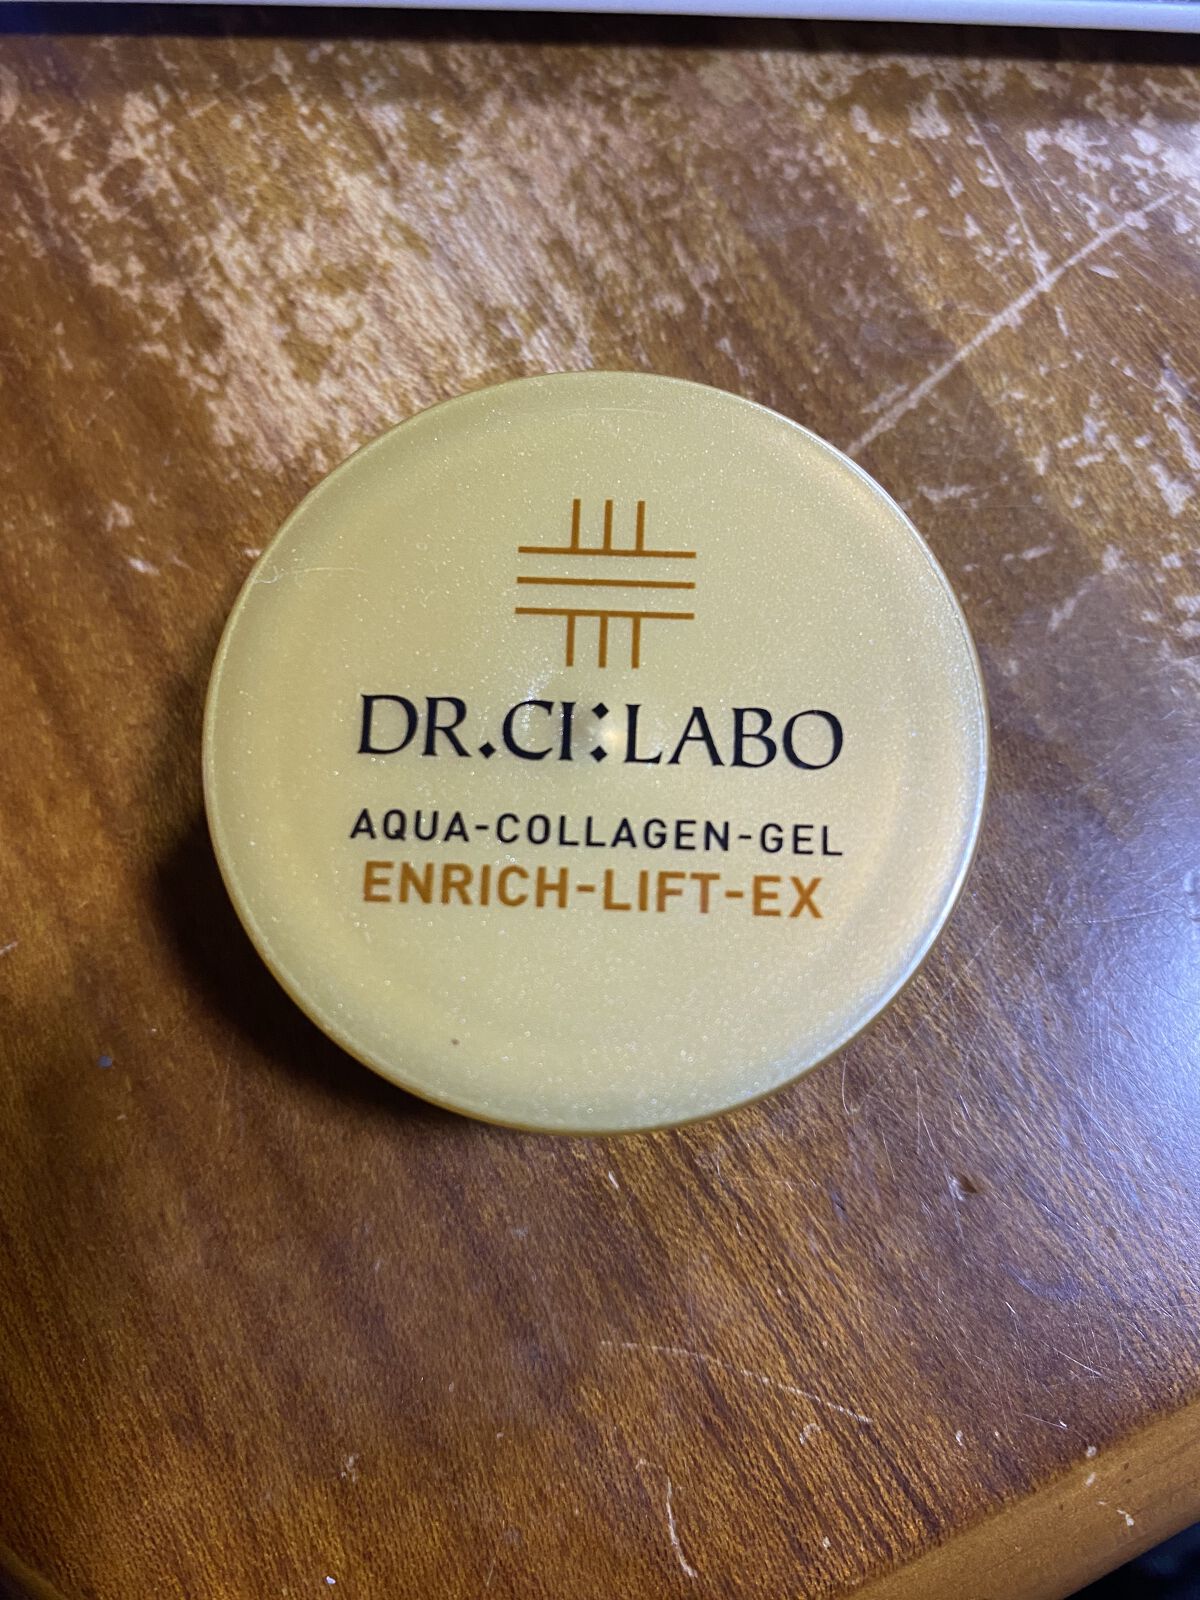 DR.CI:LABO
AQUA-COLLAGEN-GEL
ENRICH-LIFT-EX